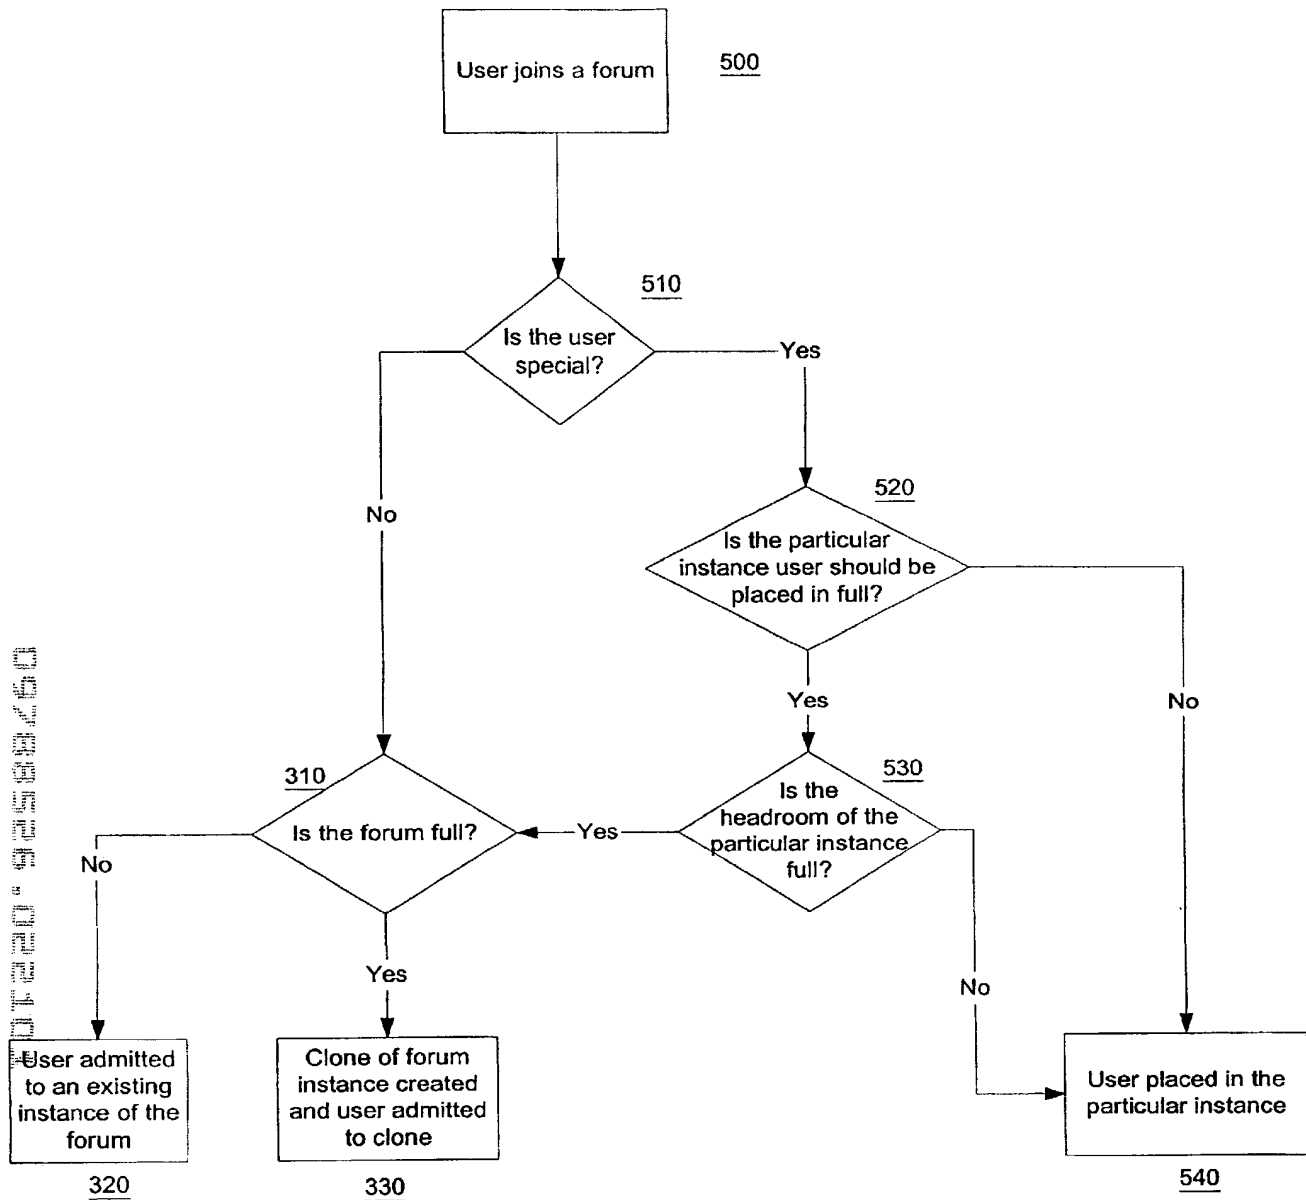 User joins a forum
500
510
Is the user
special?
Yes
No
520
Is the particular
instance user should be
placed in full?
Yes
No
310
Is the forum full?
Yes
530
Is the
headroom of the
particular instance
full?
No
Yes
No
User admitted
to an existing
instance of the
forum
320
Clone of forum
instance created
and user admitted
to clone
330
User placed in the
particular instance
540